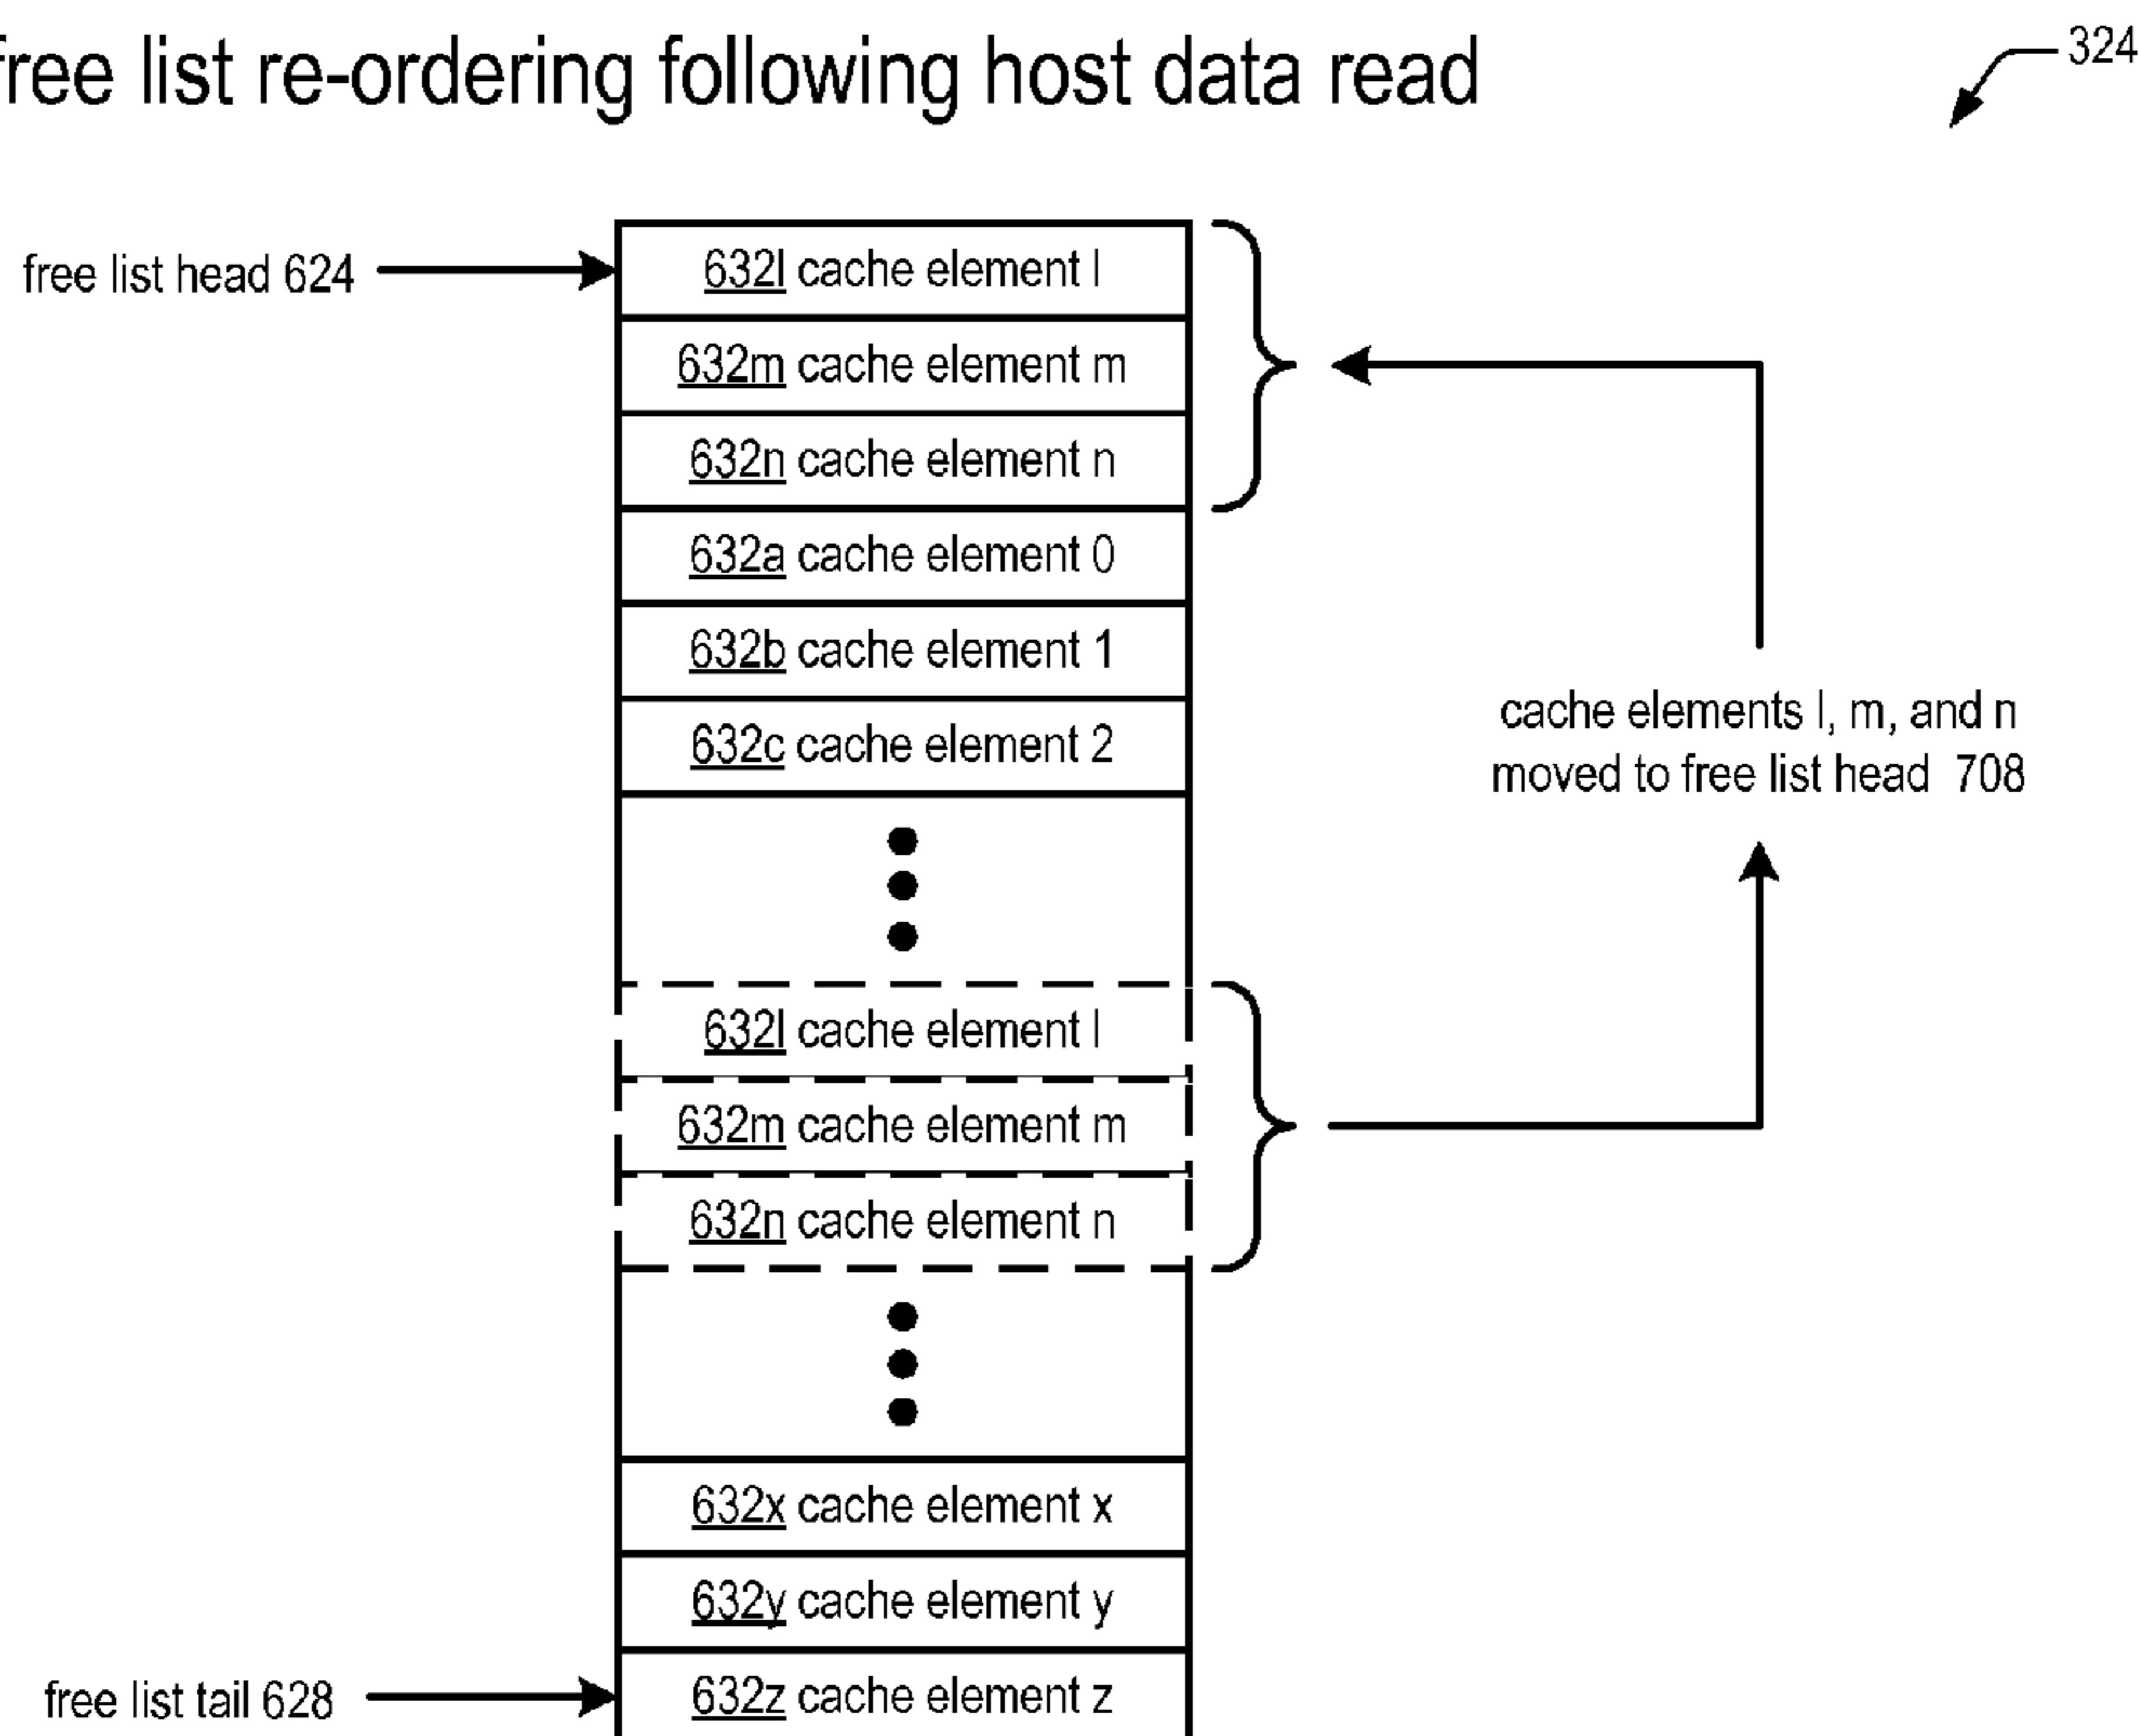 free list re-ordering following host data read
324
free list head 624
632l cache element l
632m cache element m
632n cache element n
632a cache element 0
632b cache element 1
632c cache element 2
cache elements l, m, and n
moved to free list head 708
632l cache element l
632m cache element m
632n cache element n
632x cache element x
632y cache element y
free list tail 628
632z cache element z